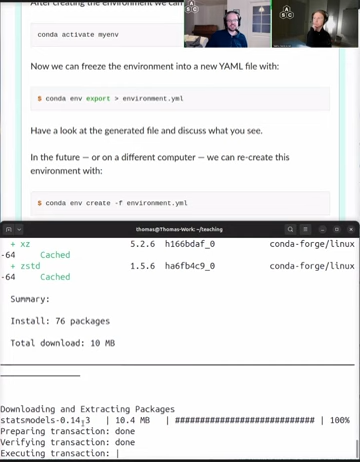 After creating the environment we can
conda activate myenv
Now we can freeze the environment into a new YAML file with:
$ conda env export > environment.yml
Have a look at the generated file and discuss what you see.
In the future — or on a different computer — we can re-create this
environment with:
$ conda env create -f environment.yml
thomas@Thomas-Work:~/teaching
+ xz 5.2.6 h166bdaf_0 conda-forge/linux
-64 Cached
+ zstd 1.5.6 ha6fb4c9_0 conda-forge/linux
-64 Cached
Summary:
Install: 76 packages
Total download: 10 MB
Downloading and Extracting Packages
statsmodels-0.14.3 | 10.4 MB | ############################ | 100%
Preparing transaction: done
Verifying transaction: done
Executing transaction: |